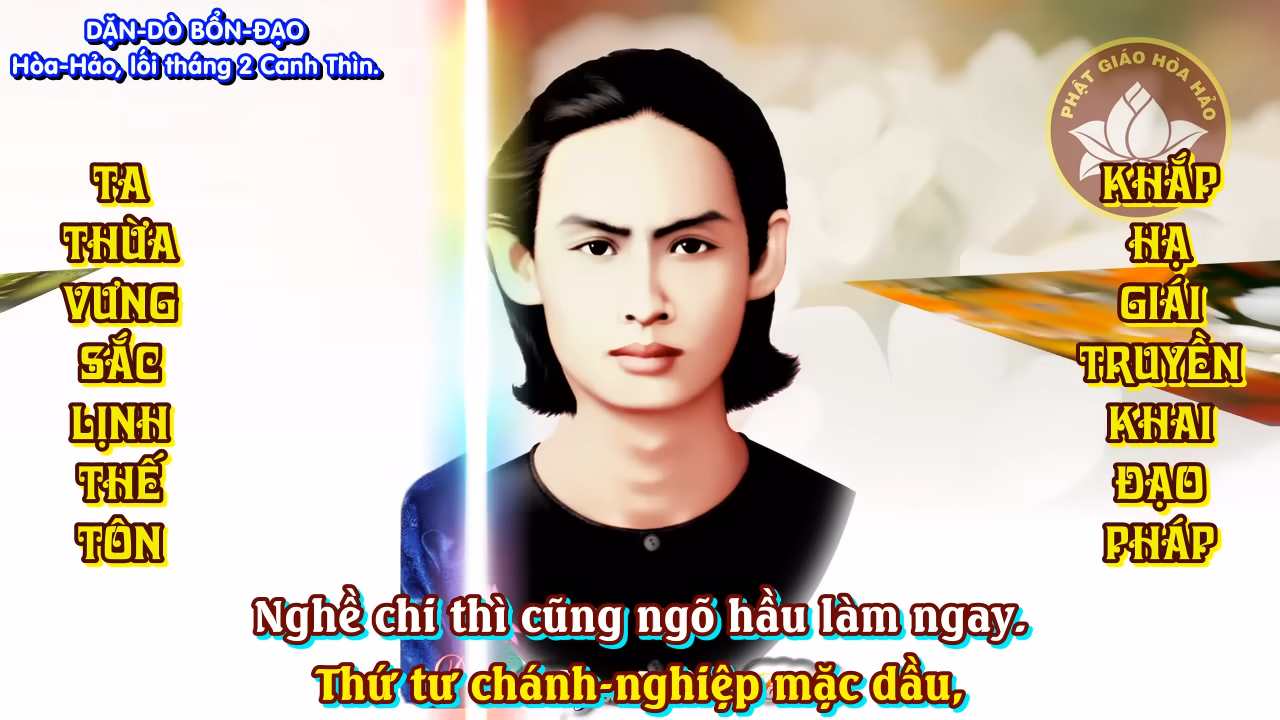 DẶN-DÒ BỔN-ĐẠO
Hòa-Hảo, lối tháng 2 Canh Thìn.
PHẬT GIÁO HÒA HẢO
TA
THỪA
VƯNG
SẮC
LỊNH
THẾ
TÔN
KHẮP
HẠ
GIÁI
TRUYỀN
KHAI
ĐẠO
PHÁP
Nghề chí thì cũng ngõ hầu làm ngay.
Thứ tư chánh-nghiệp mặc dầu,